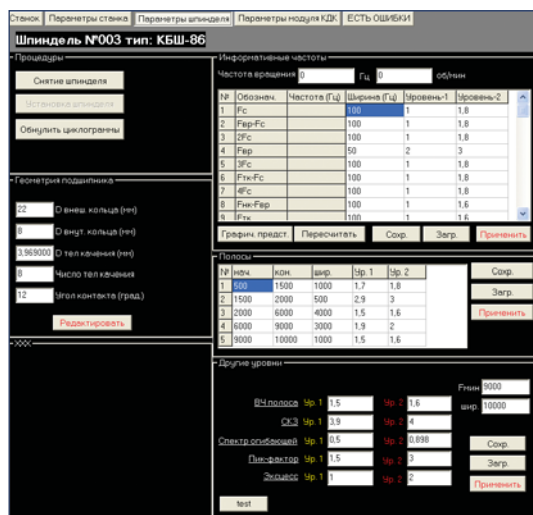 Станок Параметры станка Параметры шпинделя Параметры модуля КДК ЕСТЬ ОШИБКИ
Шпиндель №003 тип: КБШ-86
Процедуры
Снятие шпинделя
Установка шпинделя
Обнулить циклограммы
Геометрия подшипника
22 D внеш. кольца (мм)
8 D внут. кольца (мм)
3,969000 D тел качения (мм)
8 Число тел качения
12 Угол контакта (град.)
Редактировать
XXX
Информативные частоты
Частота вращения 0 Гц 0 об/мин
№ Обознач. Частота (Гц) Ширина (Гц) Уровень-1 Уровень-2
1 Fc 100 1 1,8
2 Fвр-Fc 100 1 1,8
3 2Fc 100 1 1,8
4 Fвр 50 2 3
5 3Fc 100 1 1,8
6 Fтк-Fc 100 1 1,8
7 4Fc 100 1 1,8
8 Fнк-Fвр 100 1 1,6
9 Fтк 100 1 1,6
Графич. предст. Пересчитать Сохр. Загр. Применить
Полосы
№ нач. кон. шир. Ур. 1 Ур. 2
1 500 1500 1000 1,7 1,8
2 1500 2000 500 2,9 3
3 2000 6000 4000 1,5 1,6
4 6000 9000 3000 1,9 2
5 9000 10000 1000 1,5 1,6
Сохр.
Загр.
Применить
Другие уровни
Fмин 9000
ВЧ полоса Ур. 1 1,5 Ур. 2 1,6 шир. 10000
СКЗ Ур. 1 3,9 Ур. 2 4
Спектр огибающей Ур. 1 0,5 Ур. 2 0,898 Сохр.
Пик-фактор Ур. 1 1,5 Ур. 2 3 Загр.
Эксцесс Ур. 1 1 Ур. 2 2 Применить
test